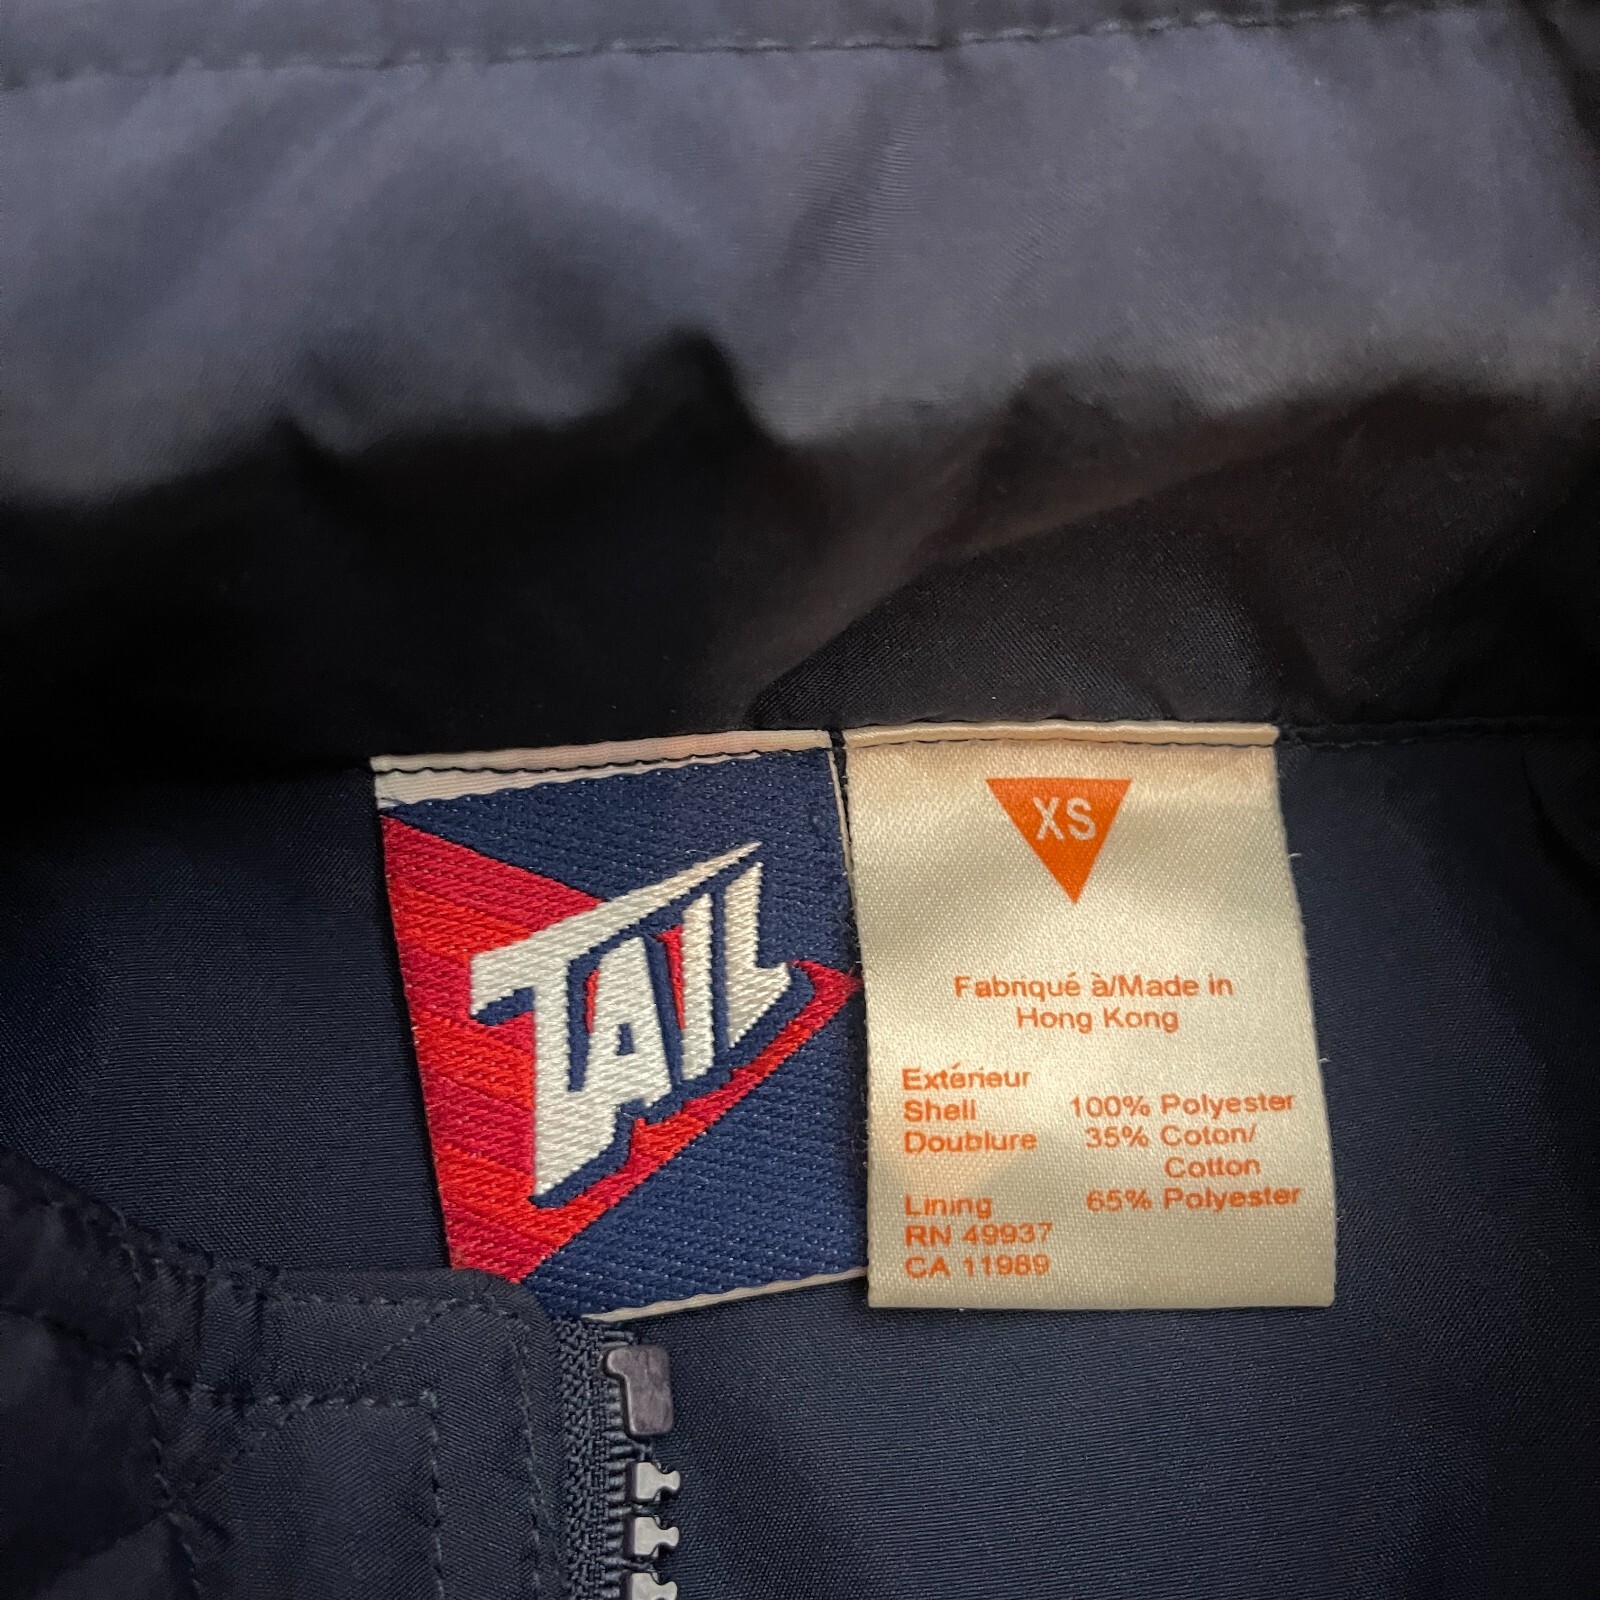 TAIL
XS
Fabriqué à/Made in
Hong Kong
Extérieur
Shell 100% Polyester
Doublure 35% Coton/
Cotton
Lining 65% Polyester
RN 49937
CA 11989